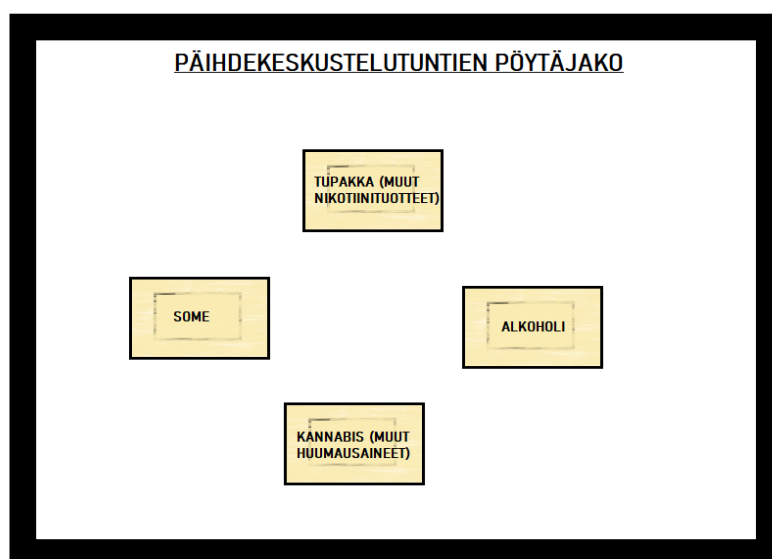 PÄIHDEKESKUSTELUTUNTIEN PÖYTÄJAKO
TUPAKKA (MUUT
NIKOTIINITUOTTEET)
SOME
ALKOHOLI
KANNABIS (MUUT
HUUMAUSAINEET)